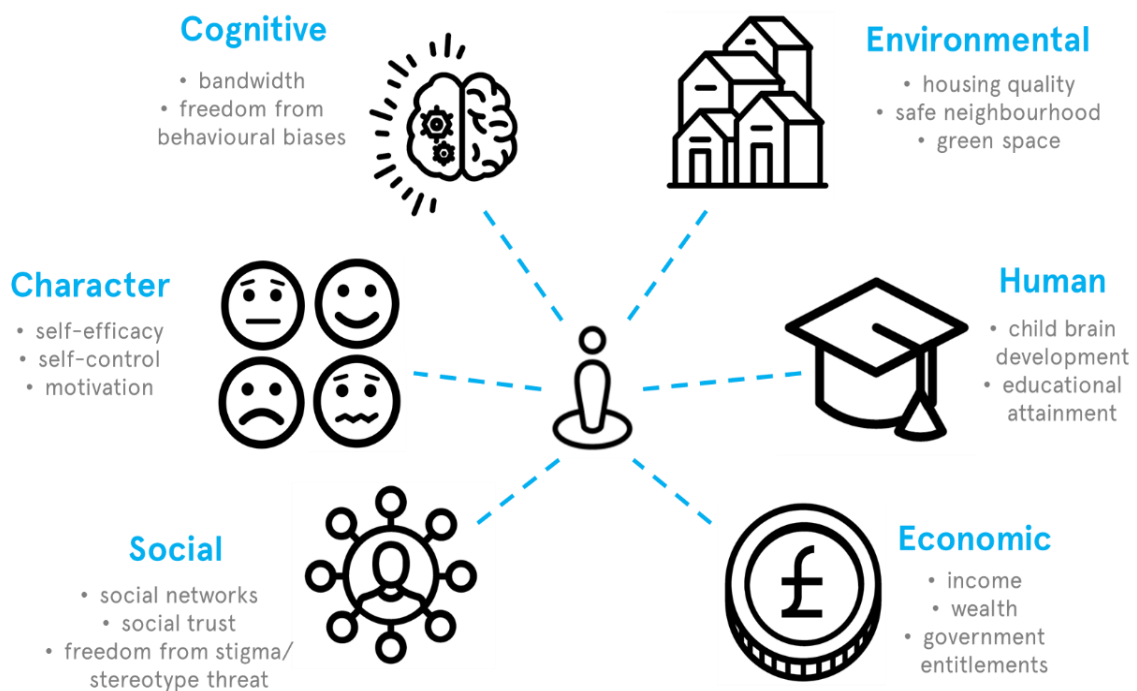 Cognitive
• bandwidth
• freedom from
behavioural biases
Environmental
• housing quality
• safe neighbourhood
• green space
Character
• self-efficacy
• self-control
• motivation
Human
• child brain
development
• educational
attainment
Social
• social networks
• social trust
• freedom from stigma/
stereotype threat
£
Economic
• income
• wealth
• government
entitlements